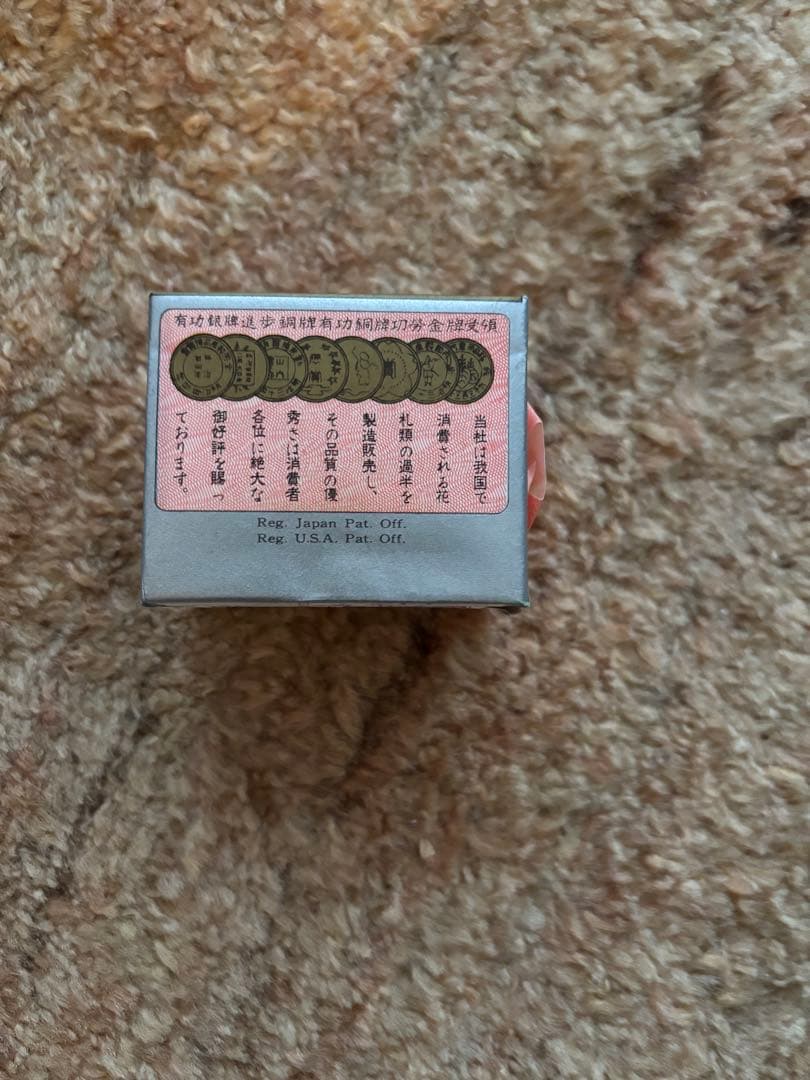 有功銀牌進歩銅牌有功銅牌功労金牌受領
当社は我国で
消費される花
札類の過半を
製造販売し、
その品質の優
秀さは消費者
各位に絶大な
御好評を賜っ
ております。
Reg. Japan Pat. Off.
Reg. U.S.A. Pat. Off.